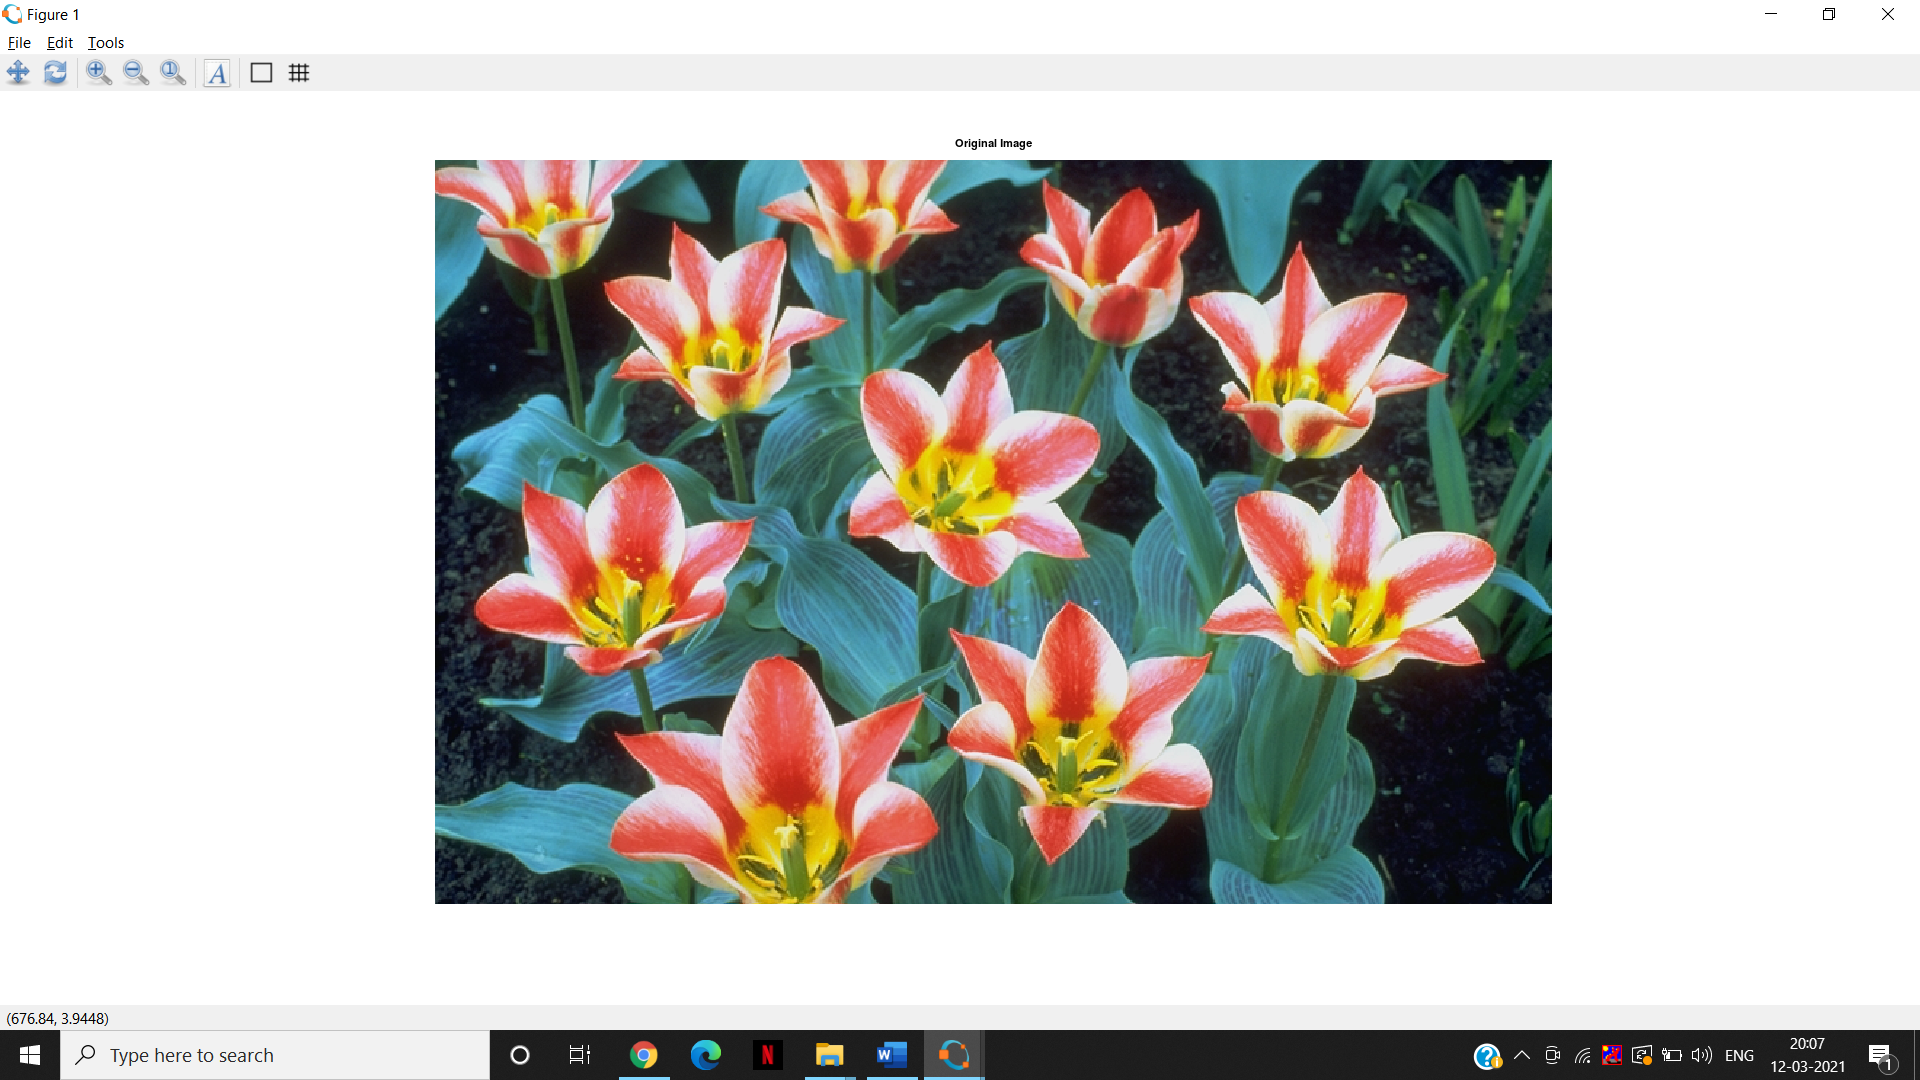 Figure 1
File Edit Tools
A
Original Image
(676.84, 3.9448)
Type here to search
N
W
ENG
20:07
12-03-2021
1